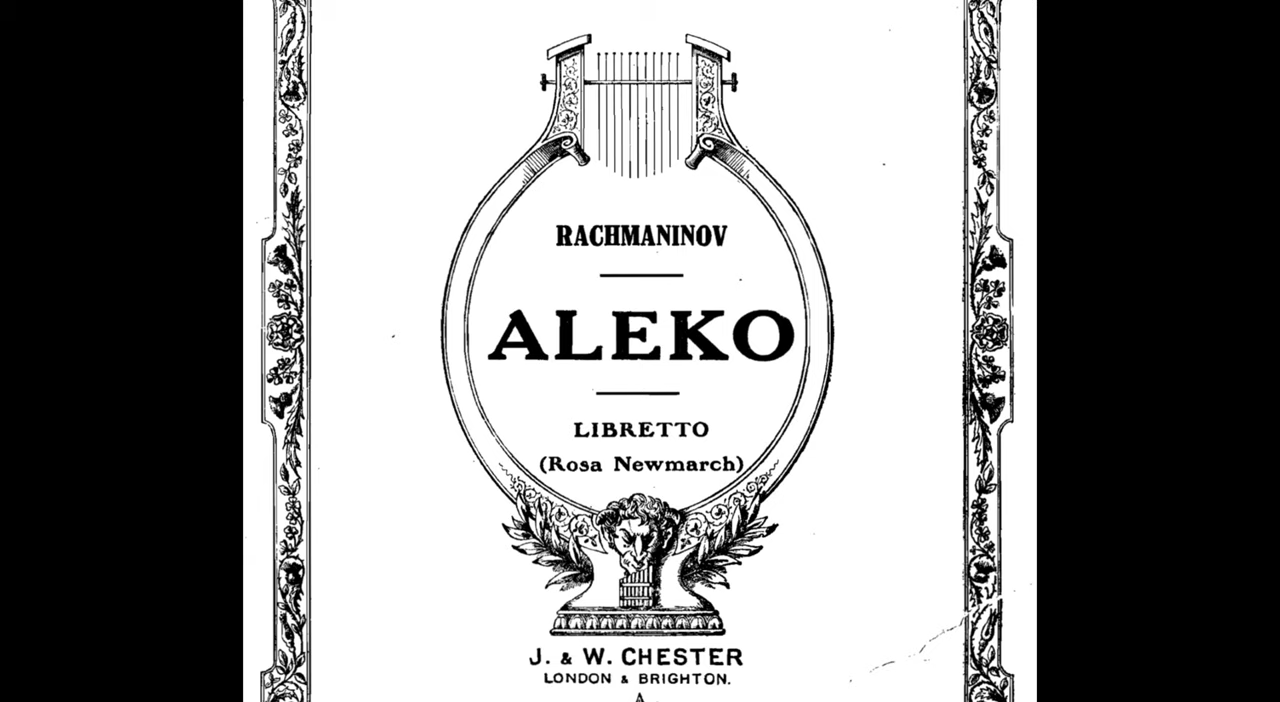 RACHMANINOV
ALEKO
LIBRETTO
(Rosa Newmarch)
J. & W. CHESTER
LONDON & BRIGHTON.